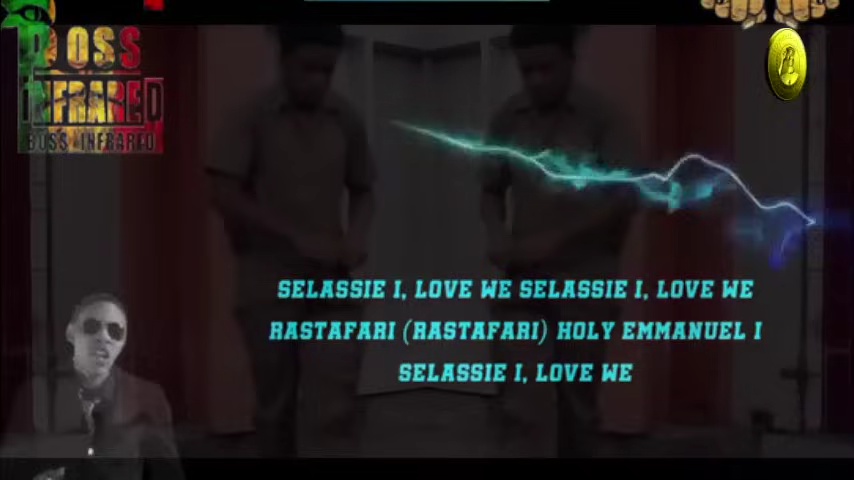 BOSS
INFRARED
BOSS INFRARED
SELASSIE I, LOVE WE SELASSIE I, LOVE WE
RASTAFARI (RASTAFARI) HOLY EMMANUEL I
SELASSIE I, LOVE WE